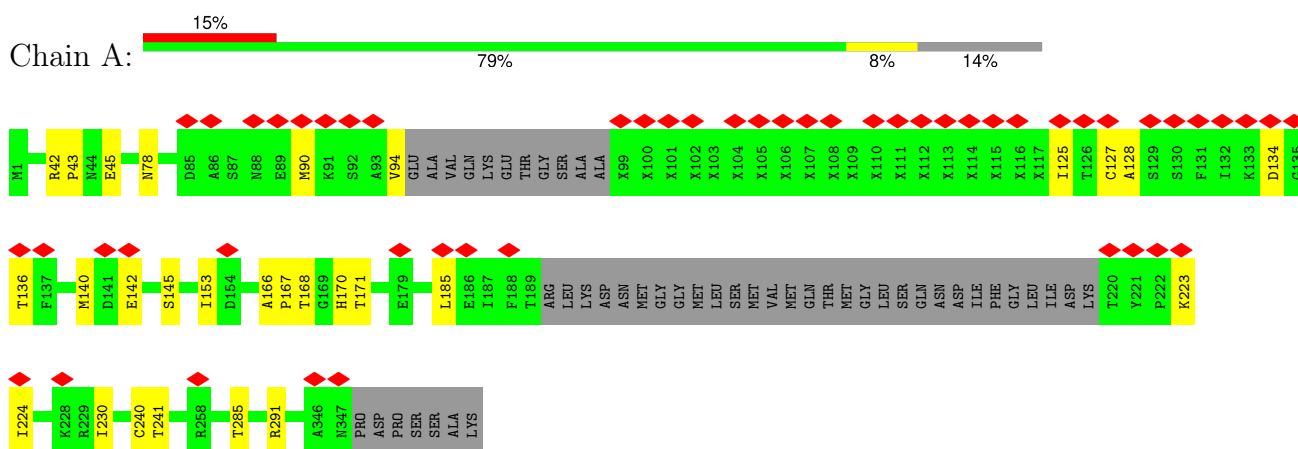 15%
Chain A:
79% 8% 14%
M1 R42 P43 N44 E45 N78 D85 A86 S87 N88 E89 M90 K91 S92 A93 V94 GLU ALA VAL GLN LYS GLU THR GLY SER ALA ALA X99 X100 X101 X102 X103 X104 X105 X106 X107 X108 X109 X110 X111 X112 X113 X114 X115 X116 X117 I125 T126 C127 A128 S129 S130 F131 I132 K133 D134 G135
T136 F137 M140 D141 E142 S145 I153 D154 A166 P167 T168 G169 H170 T171 E179 L185 E186 I187 F188 T189 ARG LEU LYS ASP ASN MET GLY GLY MET LEU SER MET VAL MET GLN THR MET GLY LEU SER GLN ASN ASP ILE PHE GLY LEU ILE ASP LYS T220 Y221 P222 K223
I224 K228 R229 I230 C240 T241 R258 T285 R291 A346 N347 PRO ASP PRO SER SER ALA LYS